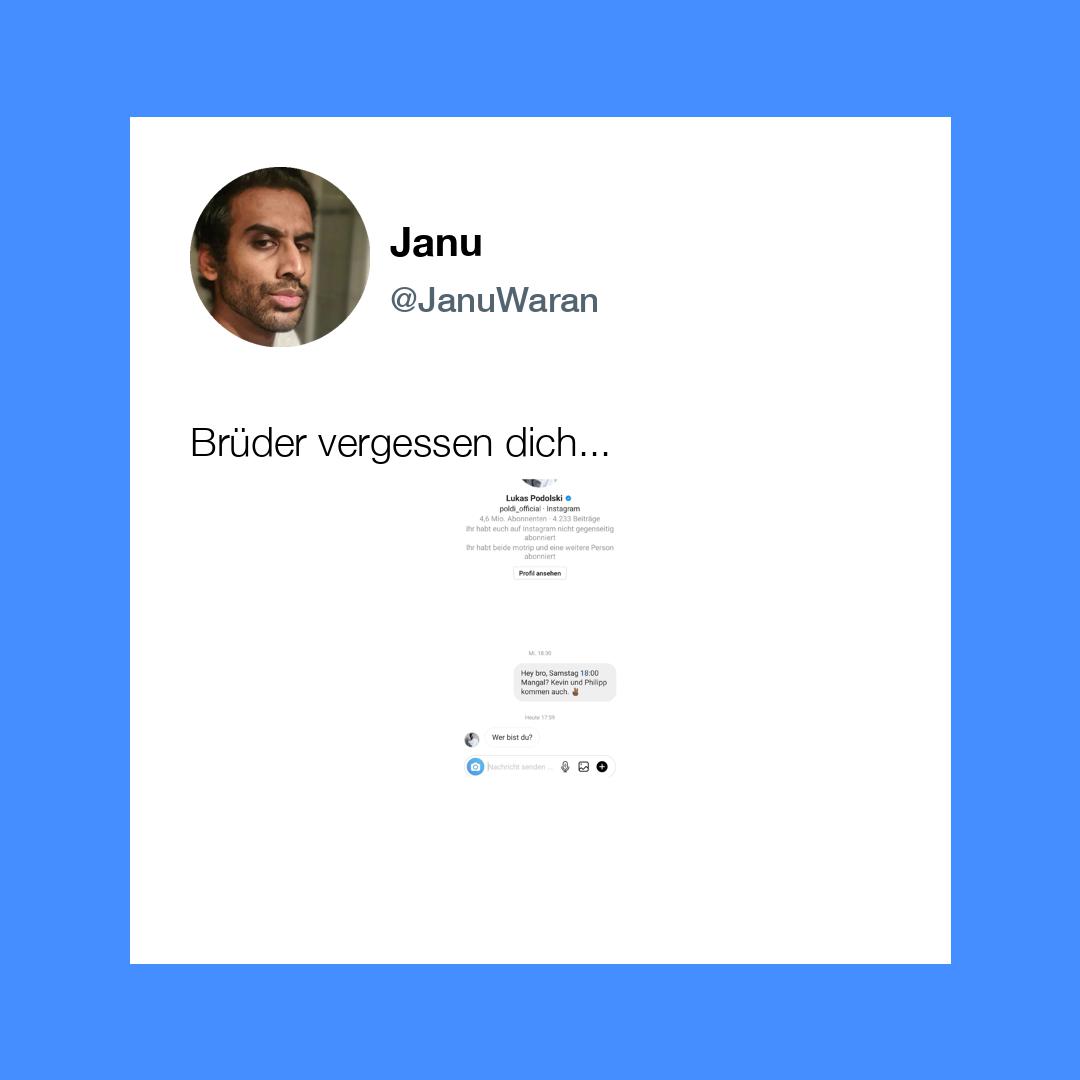 Janu
@JanuWaran
Brüder vergessen dich...
Lukas Podolski
poldi_official · Instagram
4,6 Mio. Abonnenten · 4.233 Beiträge
Ihr habt euch auf Instagram nicht gegenseitig
abonniert
Ihr habt beide motrip und eine weitere Person
abonniert
Profil ansehen
Mi. 18:30
Hey bro, Samstag 18:00
Mangal? Kevin und Philipp
kommen auch. ✌🏾
Heute 17:59
Wer bist du?
Nachricht senden ...